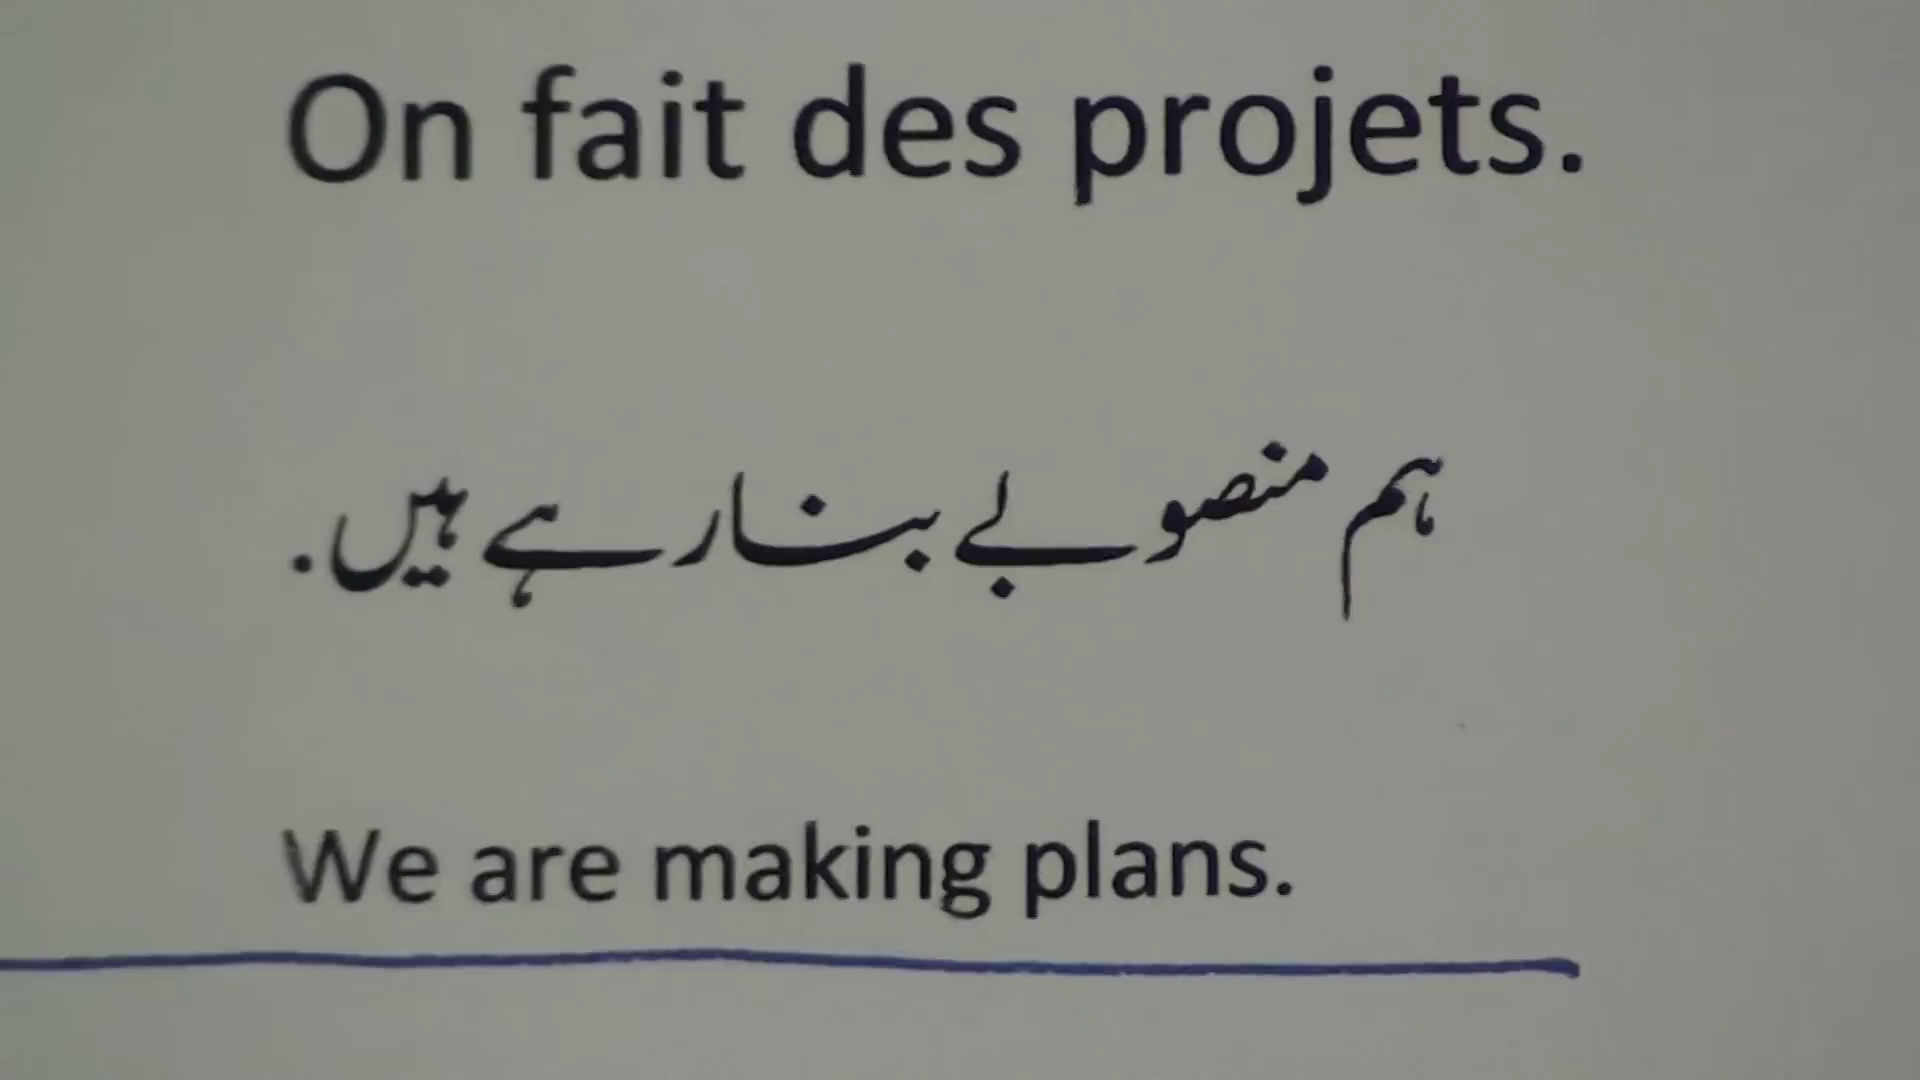 On fait des projets.
ہم منصوبے بنا رہے ہیں.
We are making plans.